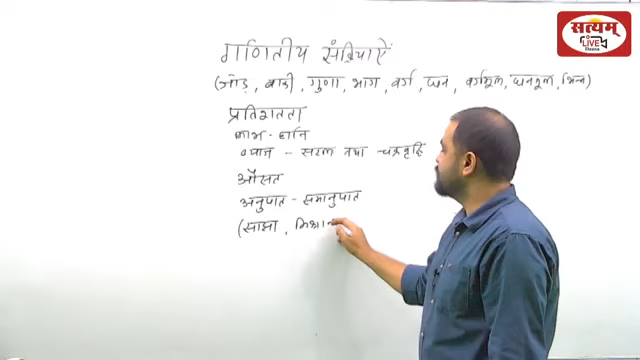 सत्यम्
LIVE
गणितीय संक्रियाऐं
(जोड़, बाकी, गुणा, भाग, वर्ग, घन, वर्गमूल, घनमूल, भिन्न)
प्रतिशतता
लाभ - हानि
ब्याज - सरल तथा चक्रवृद्धि
औसत
अनुपात - समानुपात
(साझा, मिश्रा